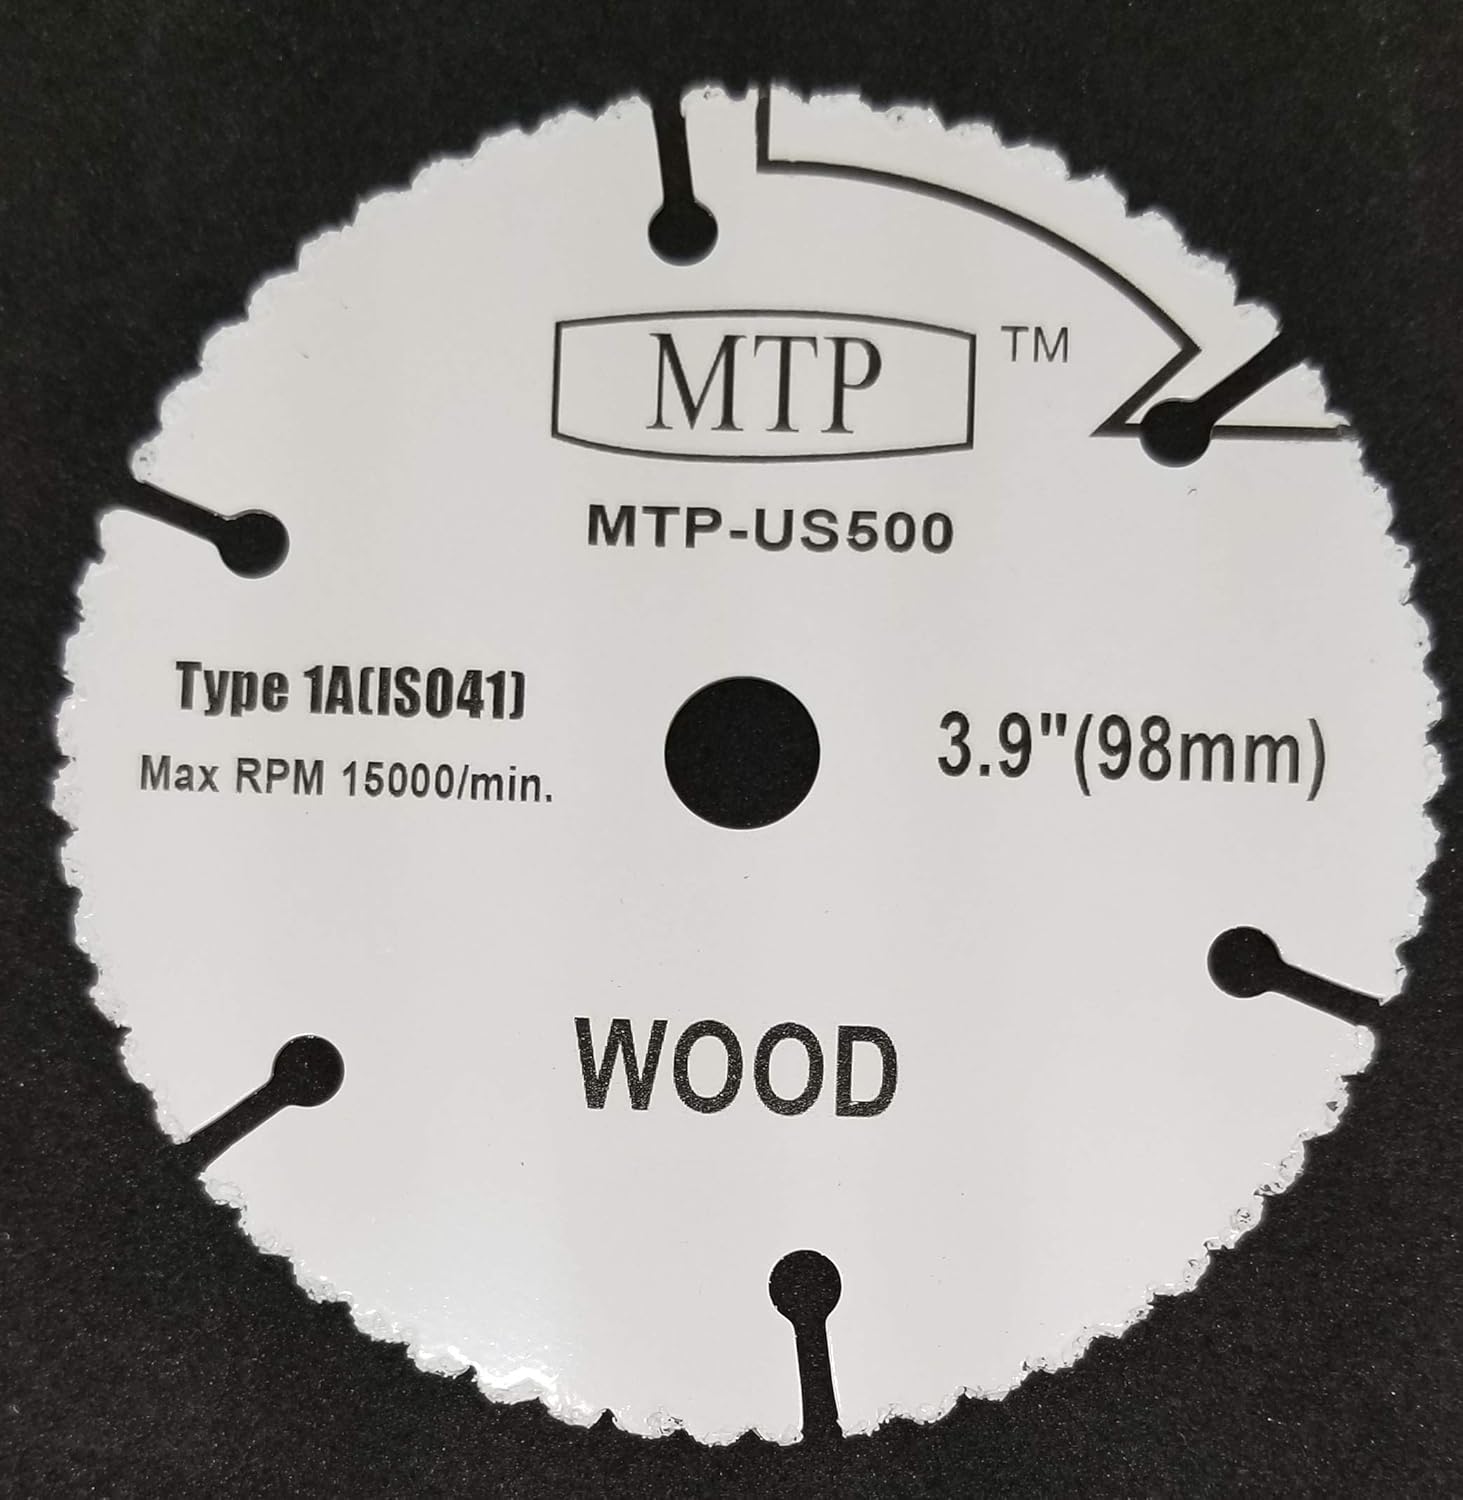 MTP TM
MTP-US500
Type 1A(ISO41)
Max RPM 15000/min.
3.9"(98mm)
WOOD